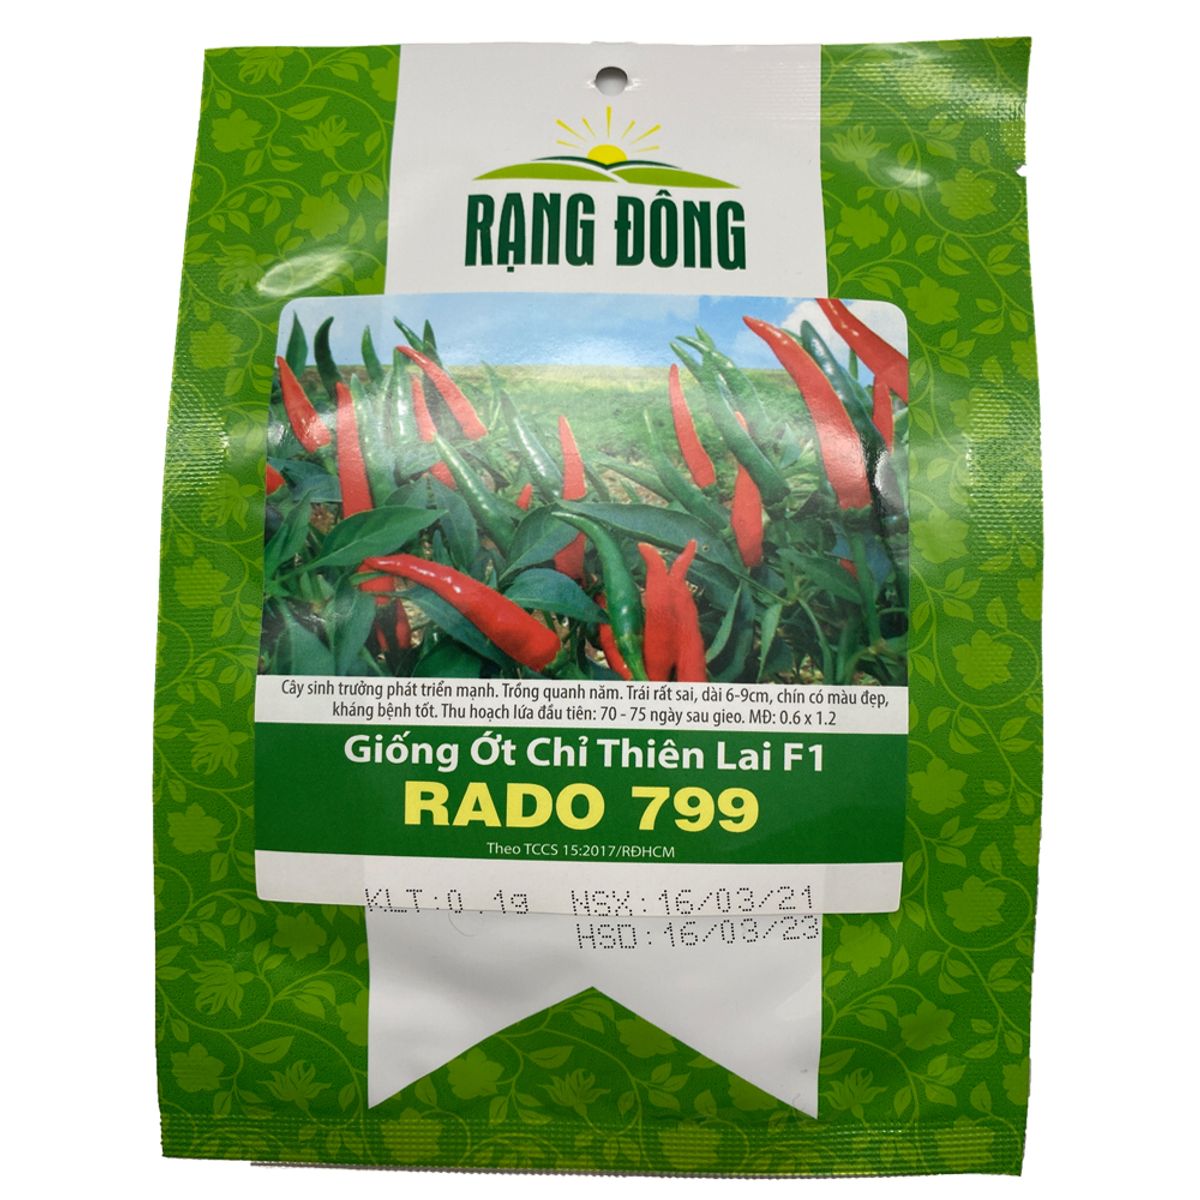 RẠNG ĐÔNG
Cây sinh trưởng phát triển mạnh. Trồng quanh năm. Trái rất sai, dài 6-9cm, chín có màu đẹp,
kháng bệnh tốt. Thu hoạch lứa đầu tiên: 70 - 75 ngày sau gieo. MĐ: 0.6 x 1.2
Giống Ớt Chỉ Thiên Lai F1
RADO 799
Theo TCCS 15:2017/RĐHCM
KLT:0.1g NSX:16/03/21
HSD:16/03/23